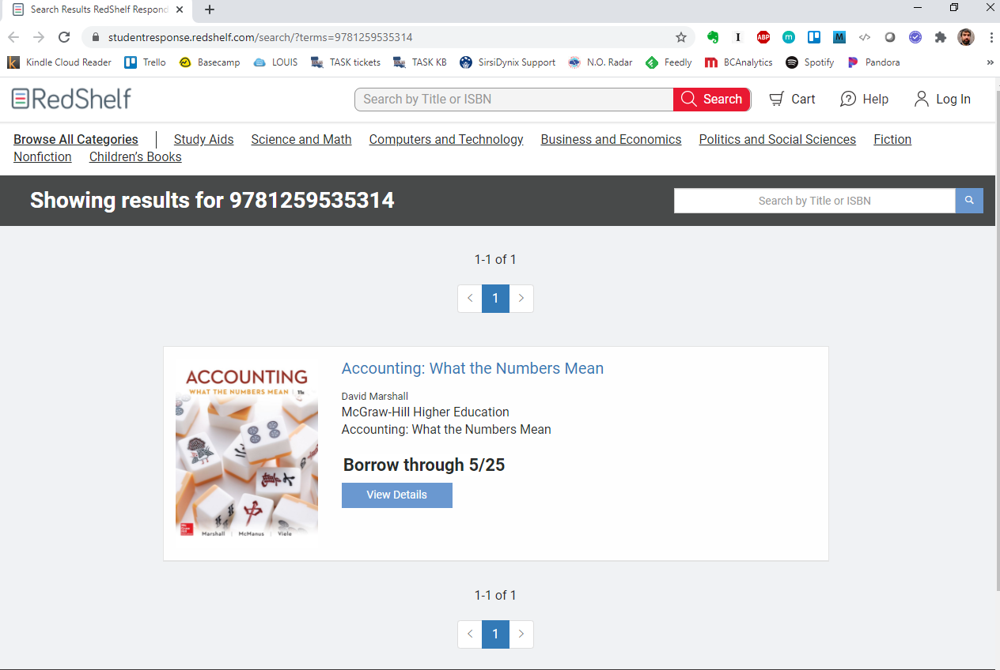 Search Results RedShelf Respond
studentresponse.redshelf.com/search/?terms=9781259535314
Kindle Cloud Reader Trello Basecamp LOUIS TASK tickets TASK KB SirsiDynix Support N.O. Radar Feedly BCAnalytics Spotify Pandora »
RedShelf Search by Title or ISBN Search Cart Help Log In
Browse All Categories Study Aids Science and Math Computers and Technology Business and Economics Politics and Social Sciences Fiction
Nonfiction Children's Books
Showing results for 9781259535314 Search by Title or ISBN
1-1 of 1
< 1 >
ACCOUNTING
WHAT THE NUMBERS MEAN 11e
Marshall | McManus | Viele
Accounting: What the Numbers Mean
David Marshall
McGraw-Hill Higher Education
Accounting: What the Numbers Mean
Borrow through 5/25
View Details
1-1 of 1
< 1 >